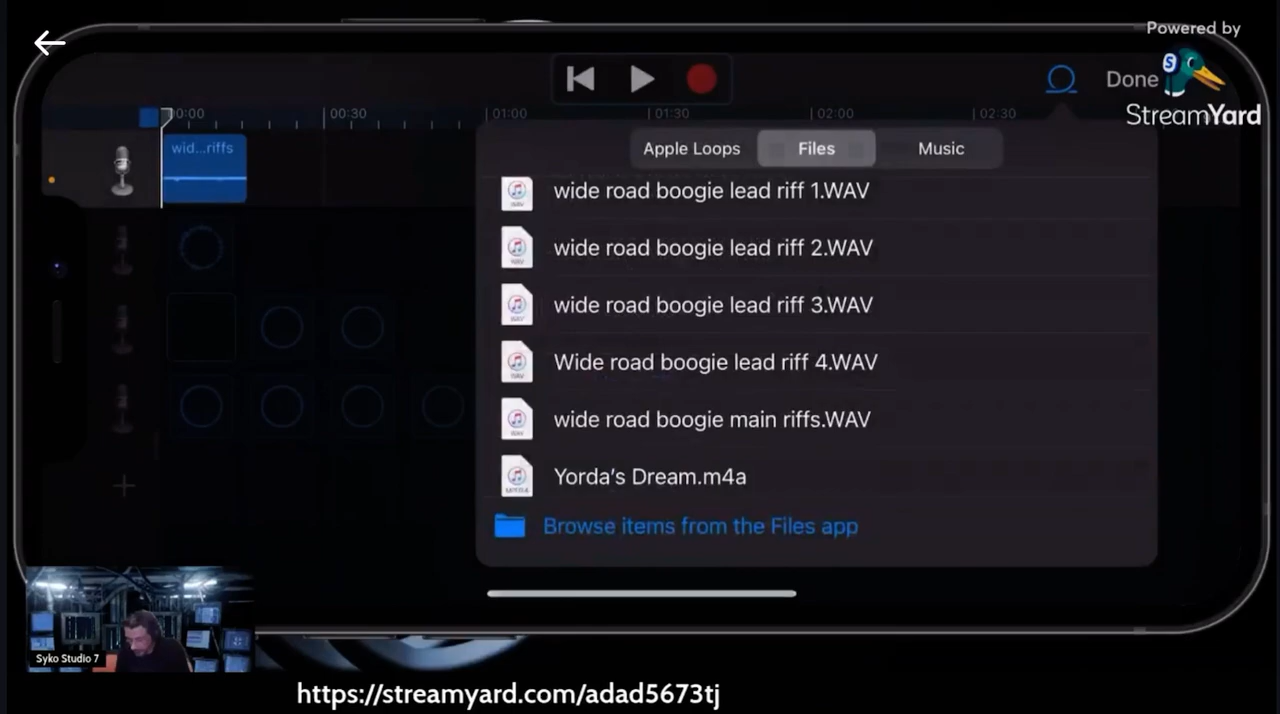 Powered by
StreamYard
Done
00:00
00:30
01:00
01:30
02:00
02:30
wid...riffs
Apple Loops
Files
Music
wide road boogie lead riff 1.WAV
wide road boogie lead riff 2.WAV
wide road boogie lead riff 3.WAV
Wide road boogie lead riff 4.WAV
wide road boogie main riffs.WAV
Yorda’s Dream.m4a
Browse items from the Files app
Syko Studio 7
https://streamyard.com/adad5673tj